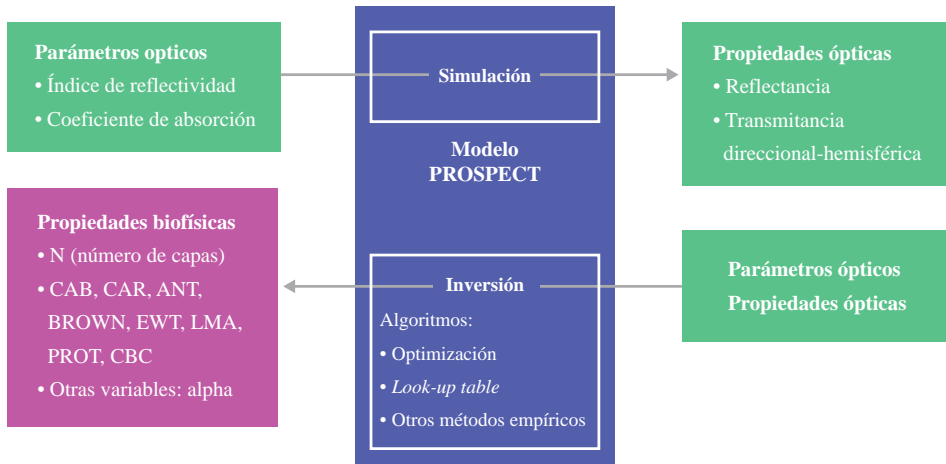 Parámetros opticos
• Índice de reflectividad
• Coeficiente de absorción
Simulación
Propiedades ópticas
• Reflectancia
• Transmitancia
direccional-hemisférica
Modelo
PROSPECT
Propiedades biofísicas
• N (número de capas)
• CAB, CAR, ANT,
BROWN, EWT, LMA,
PROT, CBC
• Otras variables: alpha
Inversión
Algoritmos:
• Optimización
• Look-up table
• Otros métodos empíricos
Parámetros ópticos
Propiedades ópticas